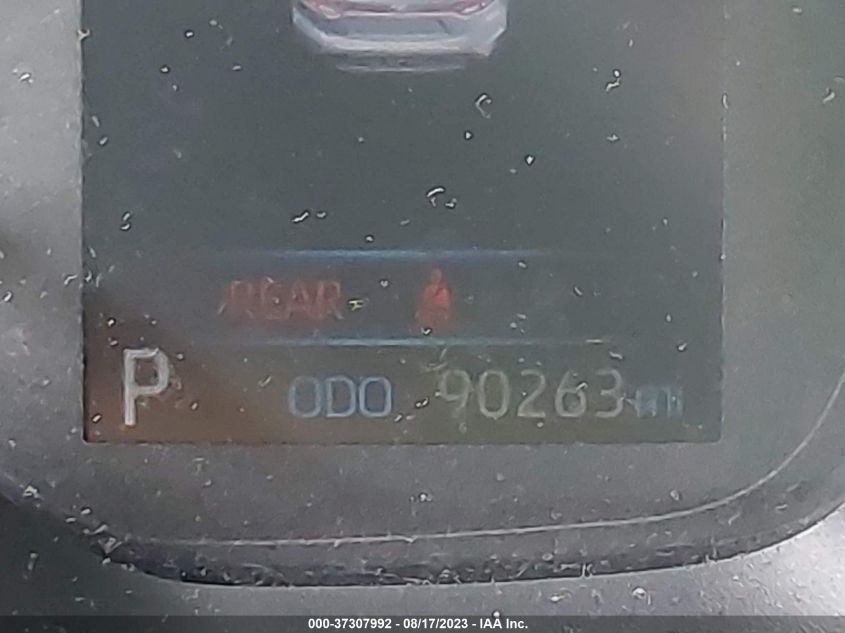 REAR
P ODO 90263 mi
000-37307992 - 08/17/2023 - IAA Inc.